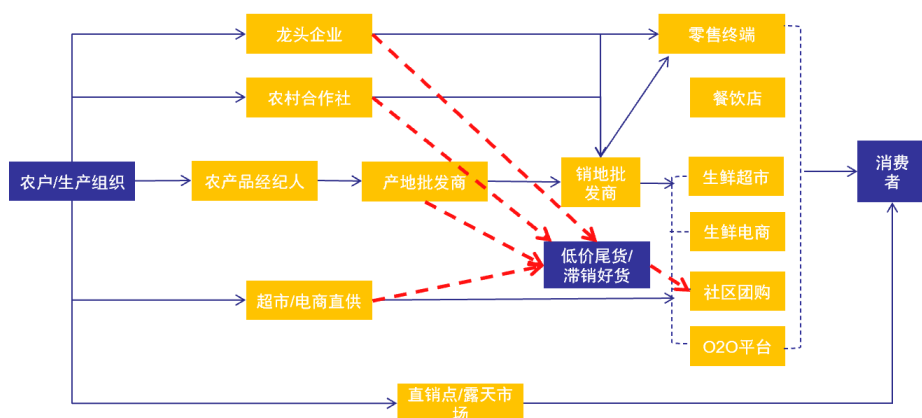 龙头企业
零售终端
农村合作社
餐饮店
农户/生产组织
农产品经纪人
产地批发商
销地批
发商
生鲜超市
消费
者
生鲜电商
低价尾货/
滞销好货
超市/电商直供
社区团购
O2O平台
直销点/露天市
场